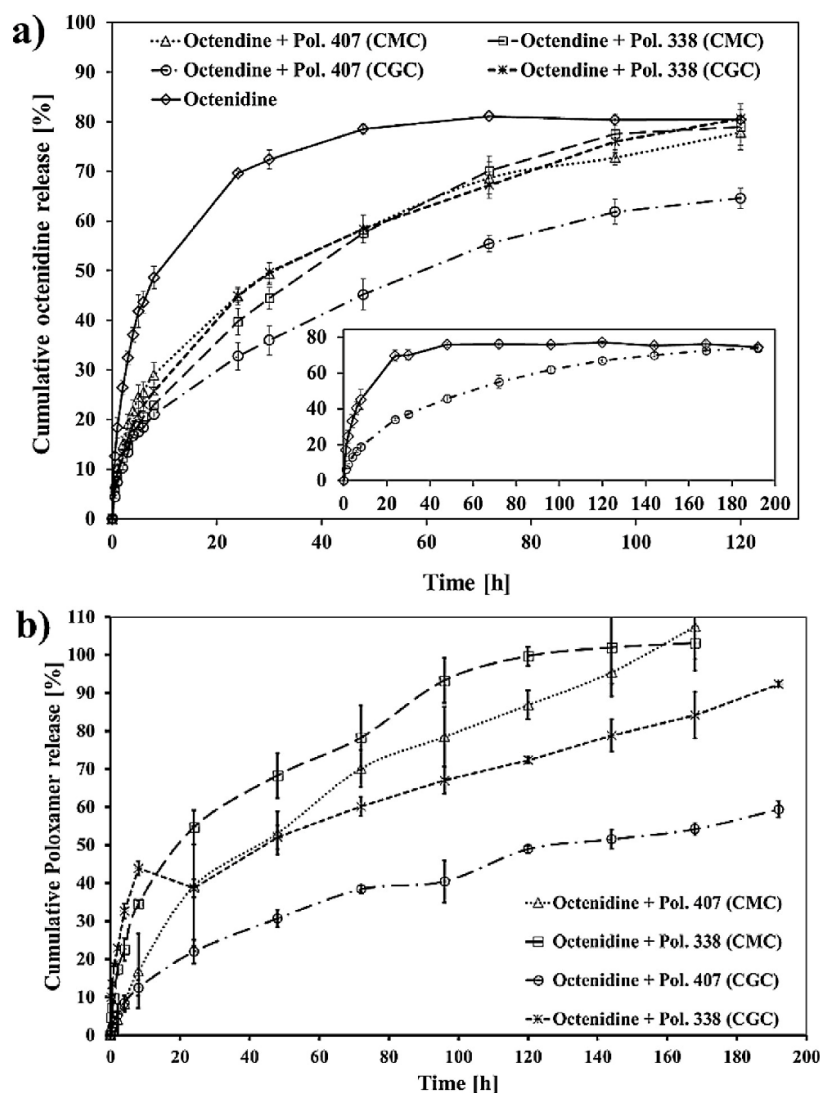 a)
Cumulative octenidine release [%]
100
90
80
70
60
50
40
30
20
10
0
Octendine + Pol. 407 (CMC) Octendine + Pol. 338 (CMC)
Octendine + Pol. 407 (CGC) Octendine + Pol. 338 (CGC)
Octenidine
80
60
40
20
0
0 20 40 60 80 100 120 140 160 180 200
0 20 40 60 80 100 120
Time [h]
b)
Cumulative Poloxamer release [%]
110
100
90
80
70
60
50
40
30
20
10
0
Octenidine + Pol. 407 (CMC)
Octenidine + Pol. 338 (CMC)
Octenidine + Pol. 407 (CGC)
Octenidine + Pol. 338 (CGC)
0 20 40 60 80 100 120 140 160 180 200
Time [h]